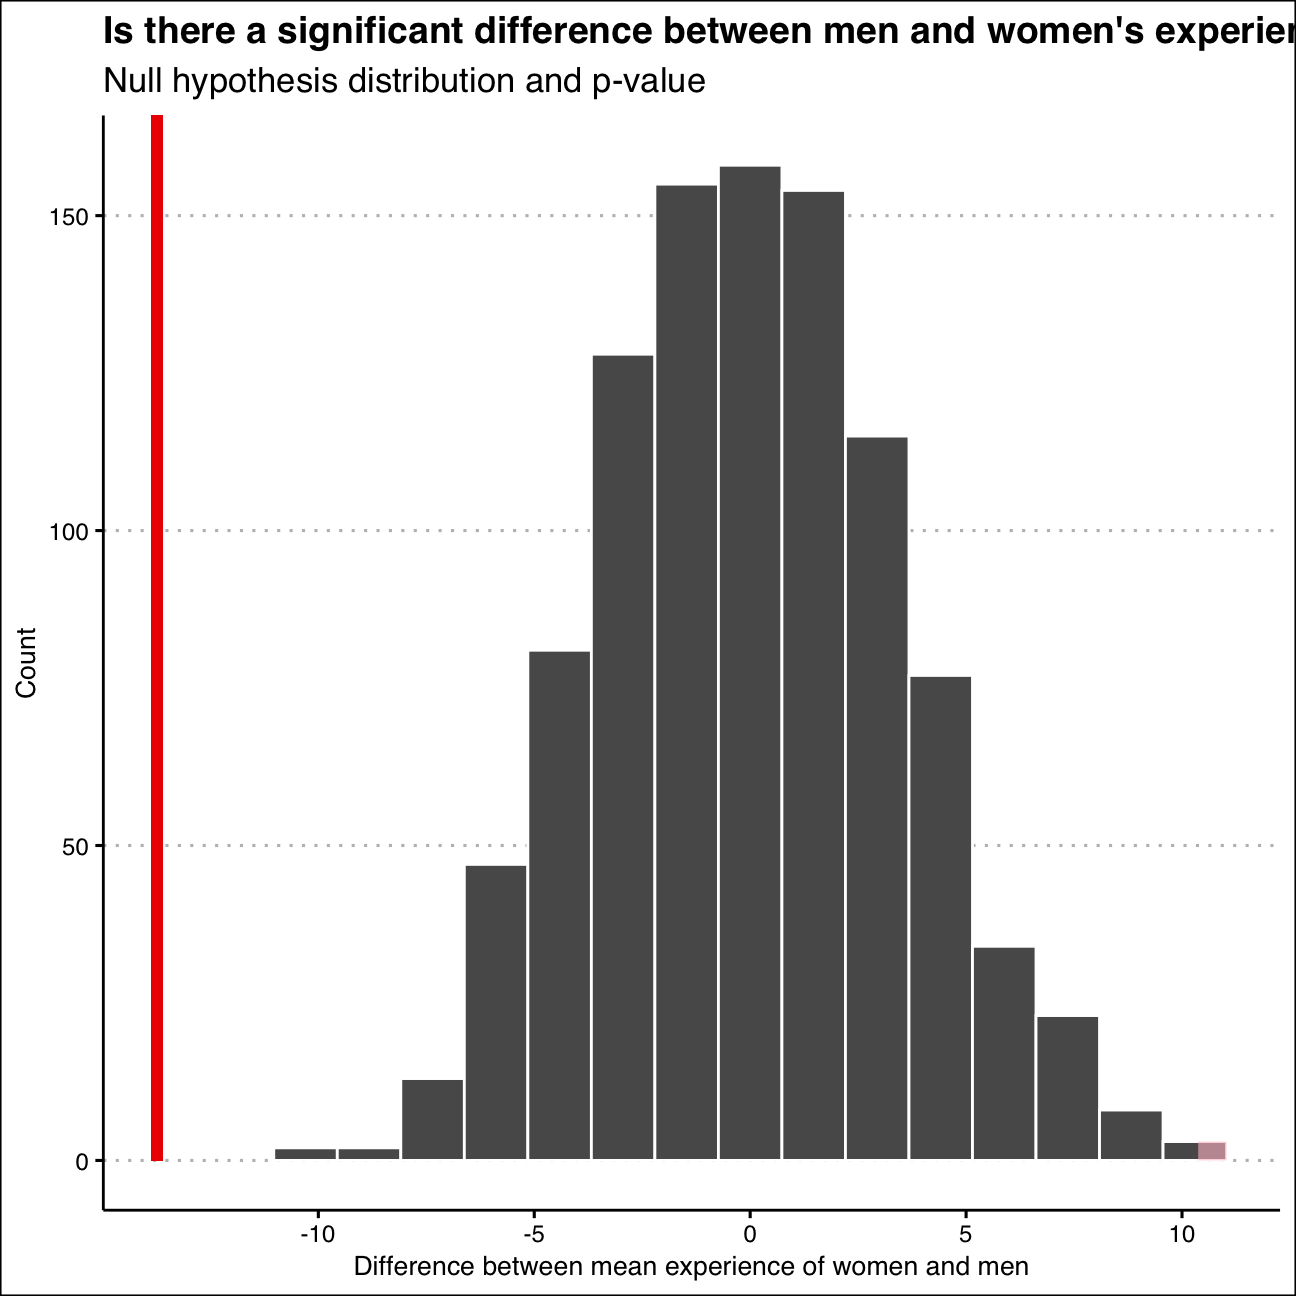 Is there a significant difference between men and women's
Null hypothesis distribution and p-value
150
100
50
0
Count
-10 -5 0 5 10
Difference between mean experience of women and men